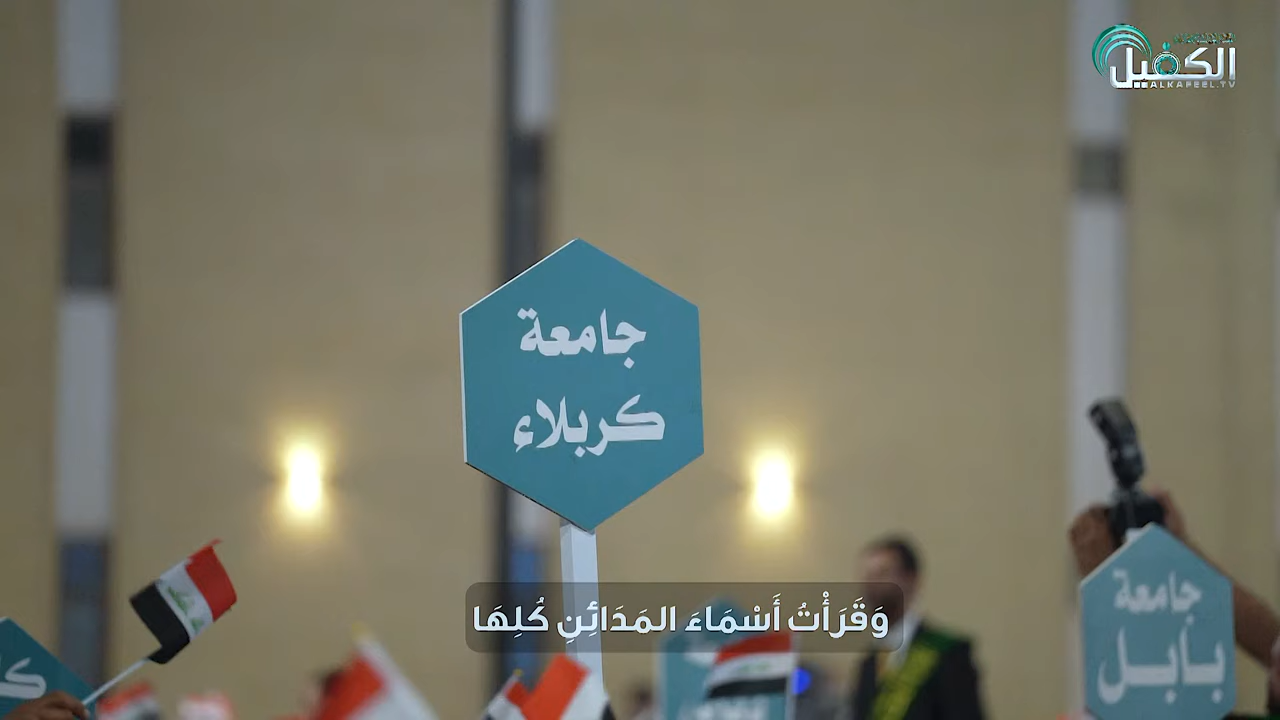 الكفيل
ALKAFEEL.TV
جامعة
كربلاء
وَقَرَأْتُ أَسْمَاءَ المَدَائِنِ كُلِهَا
جامعة
بابل